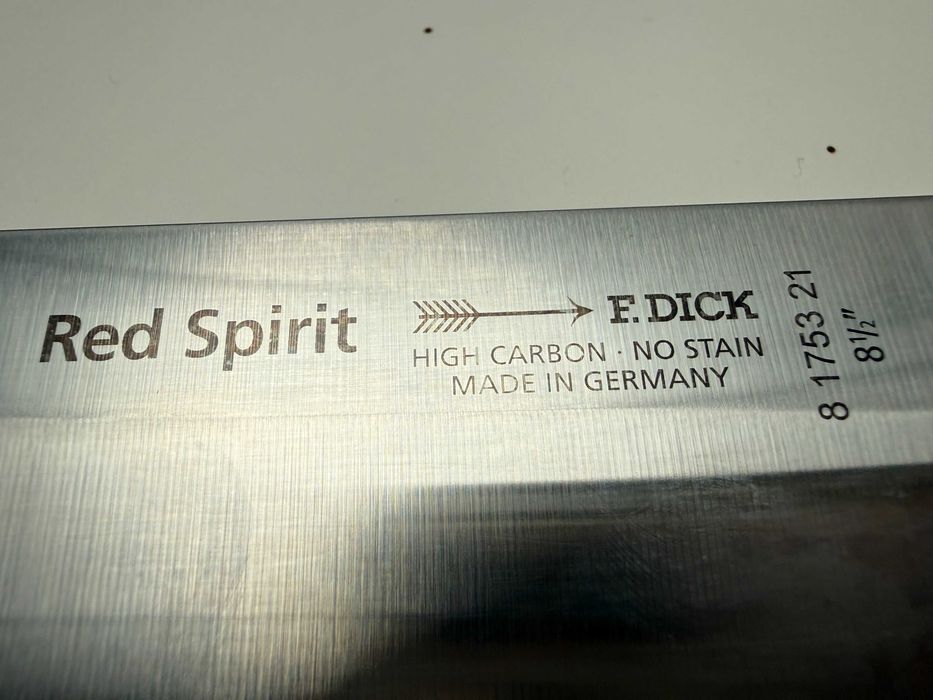 Red Spirit
F. DICK
HIGH CARBON · NO STAIN
MADE IN GERMANY
8 1753 21
8½"